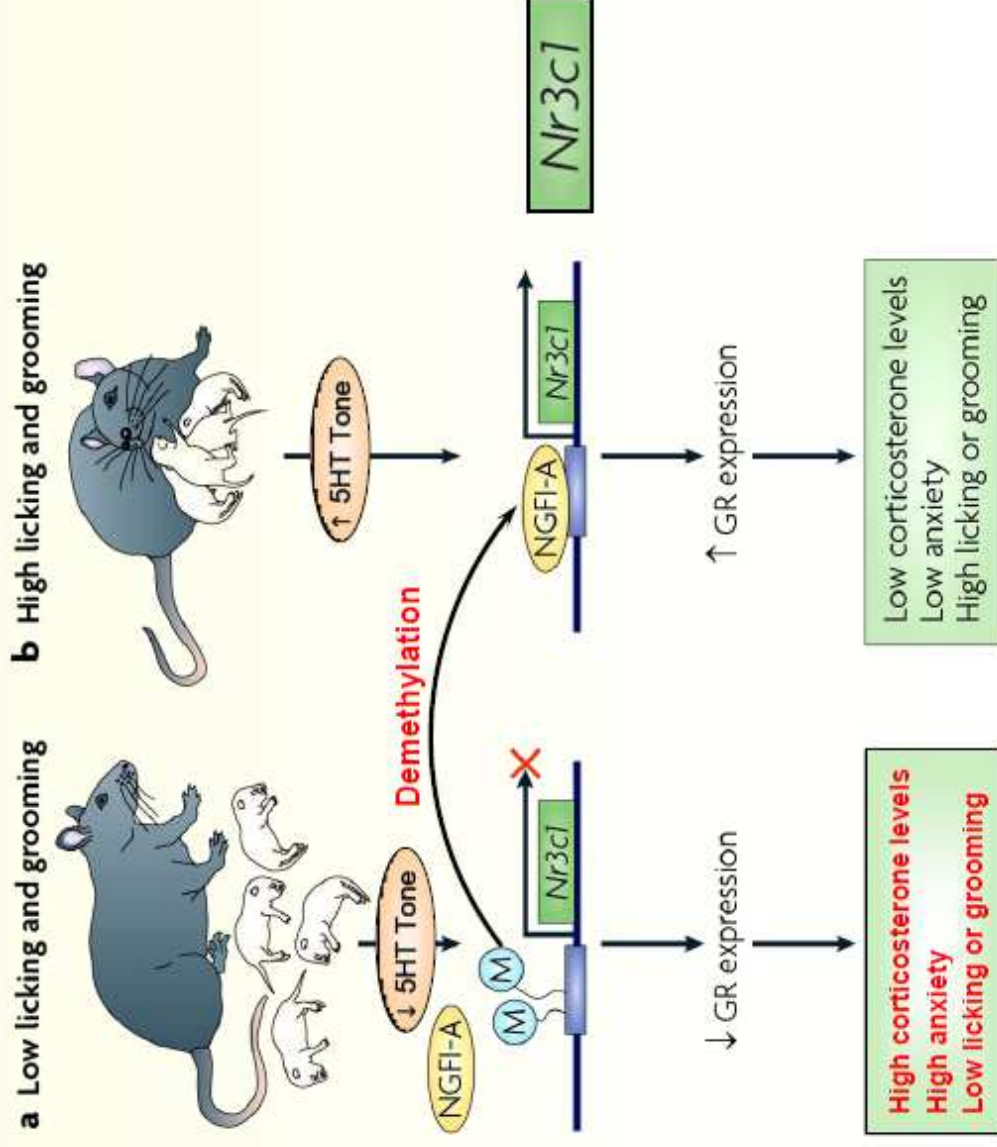 a Low licking and grooming
↓ 5HT Tone
NGFI-A
M
M
Nr3c1
↓ GR expression
High corticosterone levels
High anxiety
Low licking or grooming
Demethylation
b High licking and grooming
↑ 5HT Tone
NGFI-A
Nr3c1
↑ GR expression
Low corticosterone levels
Low anxiety
High licking or grooming
Nr3c1